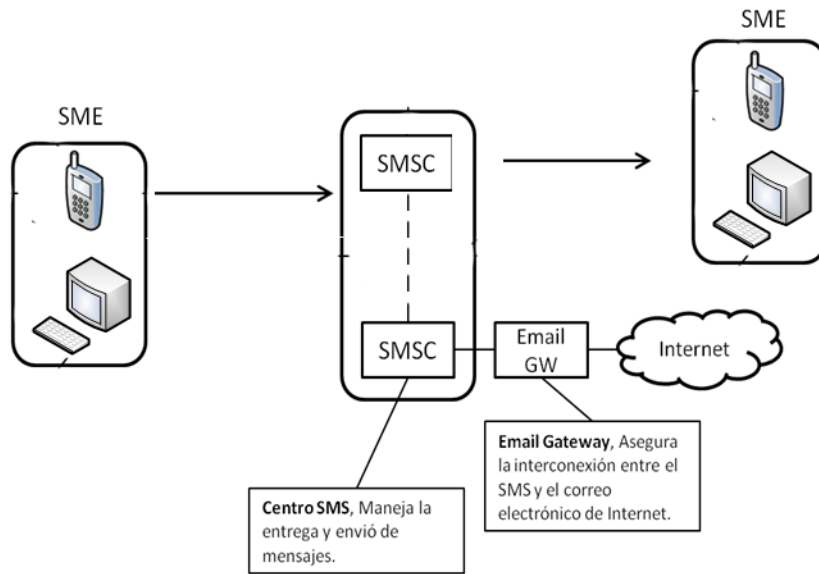 SME
SME
SMSC
SMSC
Email
GW
Internet
Email Gateway, Asegura
la interconexión entre el
SMS y el correo
electrónico de Internet.
Centro SMS, Maneja la
entrega y envió de
mensajes.